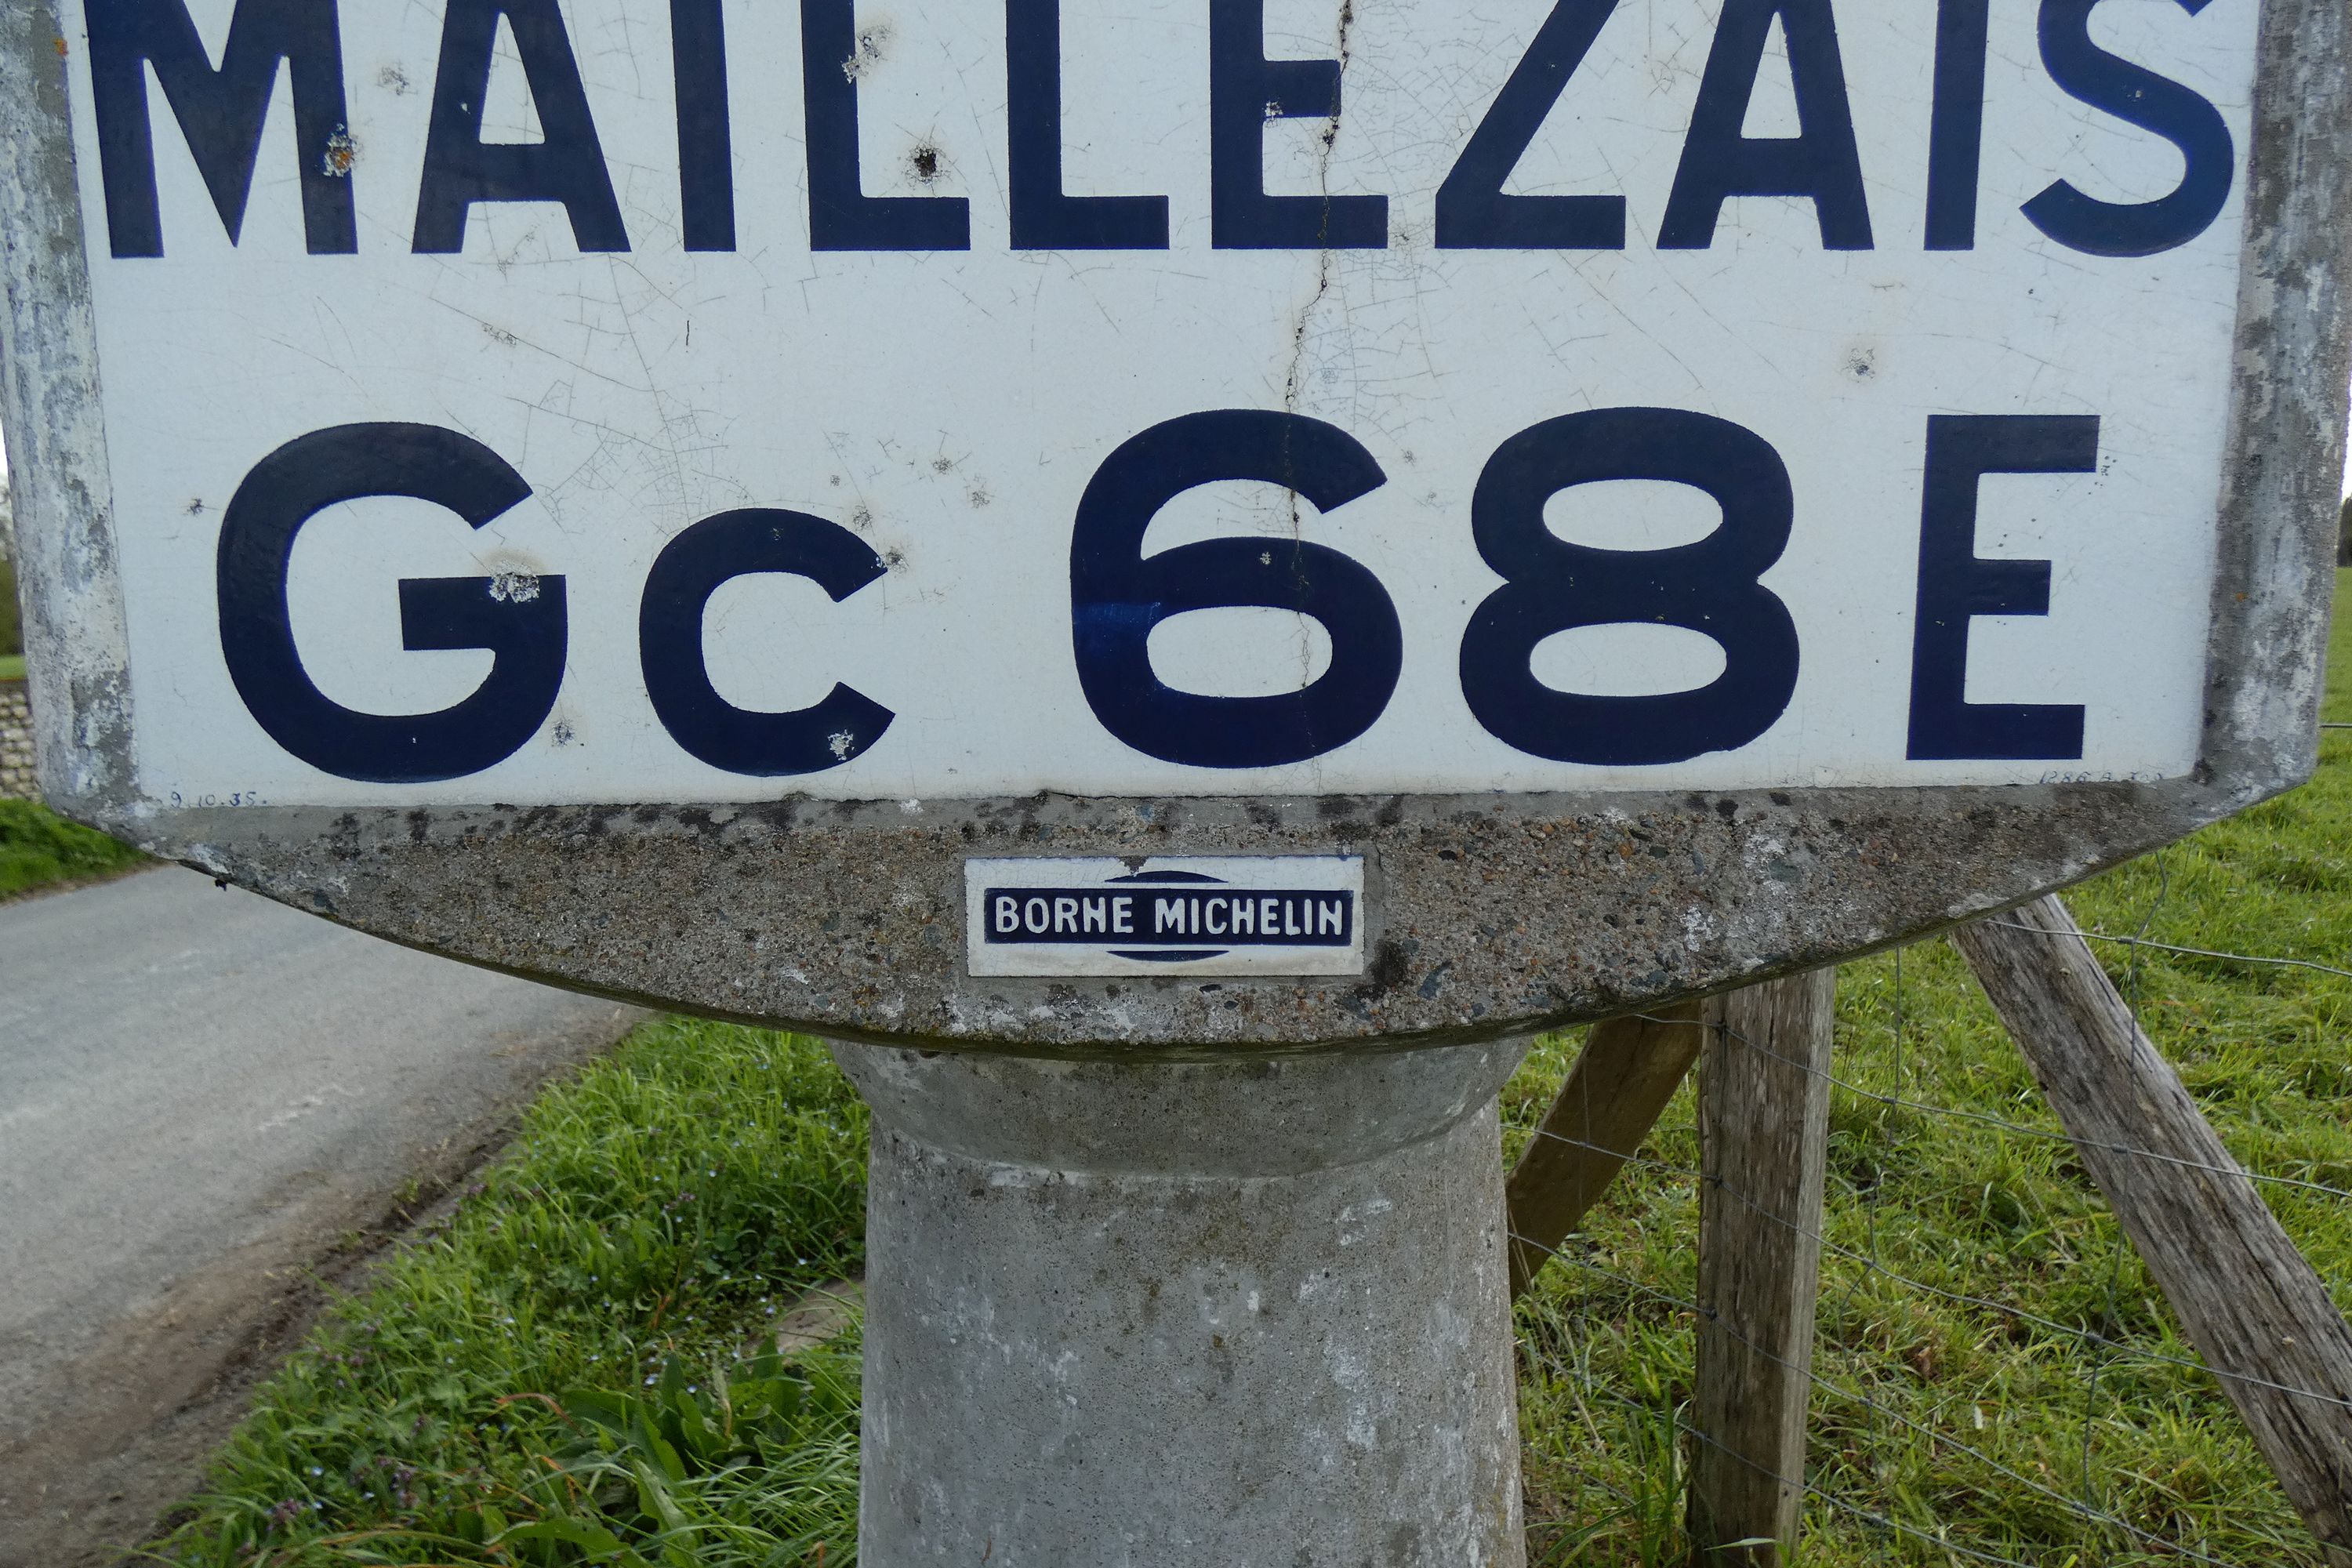 MAILLEZAIS
Gc 68 E
9.10.35.
BORNE MICHELIN